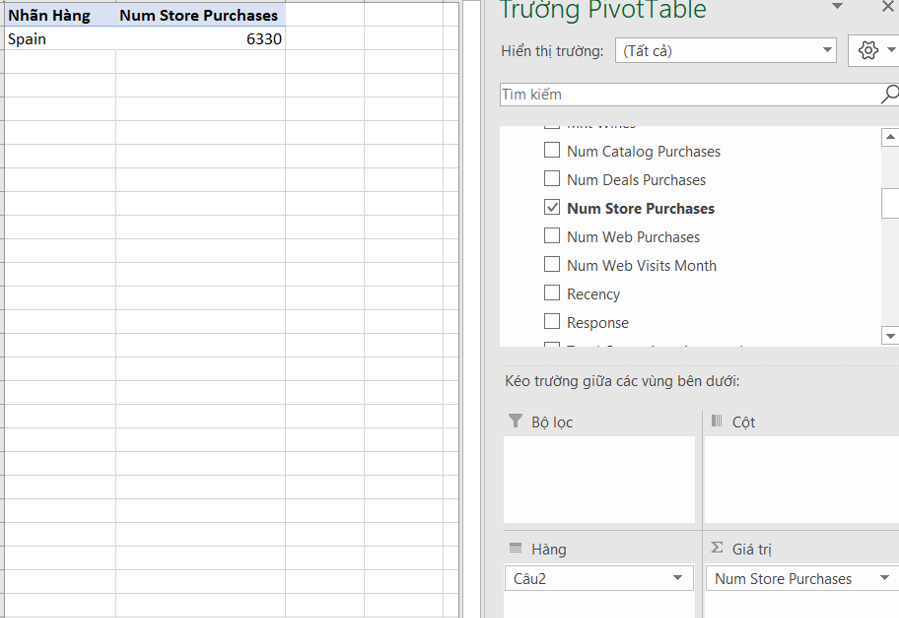 Nhãn Hàng Num Store Purchases
Spain 6330
Trường PivotTable
Hiển thị trường: (Tất cả)
Tìm kiếm
Num Catalog Purchases
Num Deals Purchases
Num Store Purchases
Num Web Purchases
Num Web Visits Month
Recency
Response
Kéo trường giữa các vùng bên dưới:
Bộ lọc
Cột
Hàng
Giá trị
Câu2
Num Store Purchases